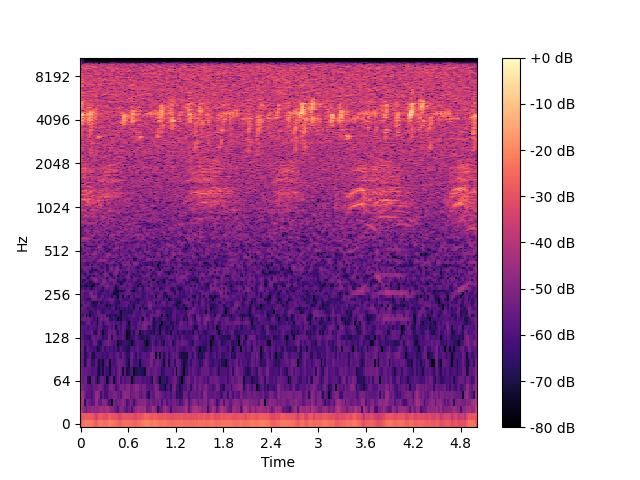 8192
4096
2048
1024
512
256
128
64
0
Hz
0 0.6 1.2 1.8 2.4 3 3.6 4.2 4.8
Time
+0 dB
-10 dB
-20 dB
-30 dB
-40 dB
-50 dB
-60 dB
-70 dB
-80 dB